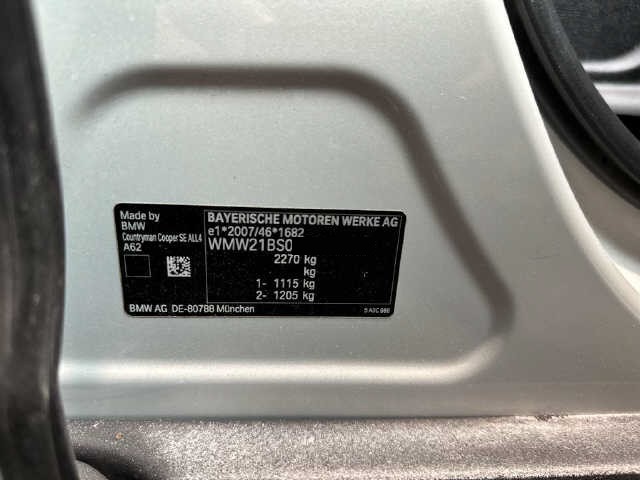 Made by
BMW
Countryman Cooper SE ALL4
A62
BAYERISCHE MOTOREN WERKE AG
e1*2007/46*1682
WMW21BS0
2270 kg
kg
1- 1115 kg
2- 1205 kg
BMW AG DE-80788 München